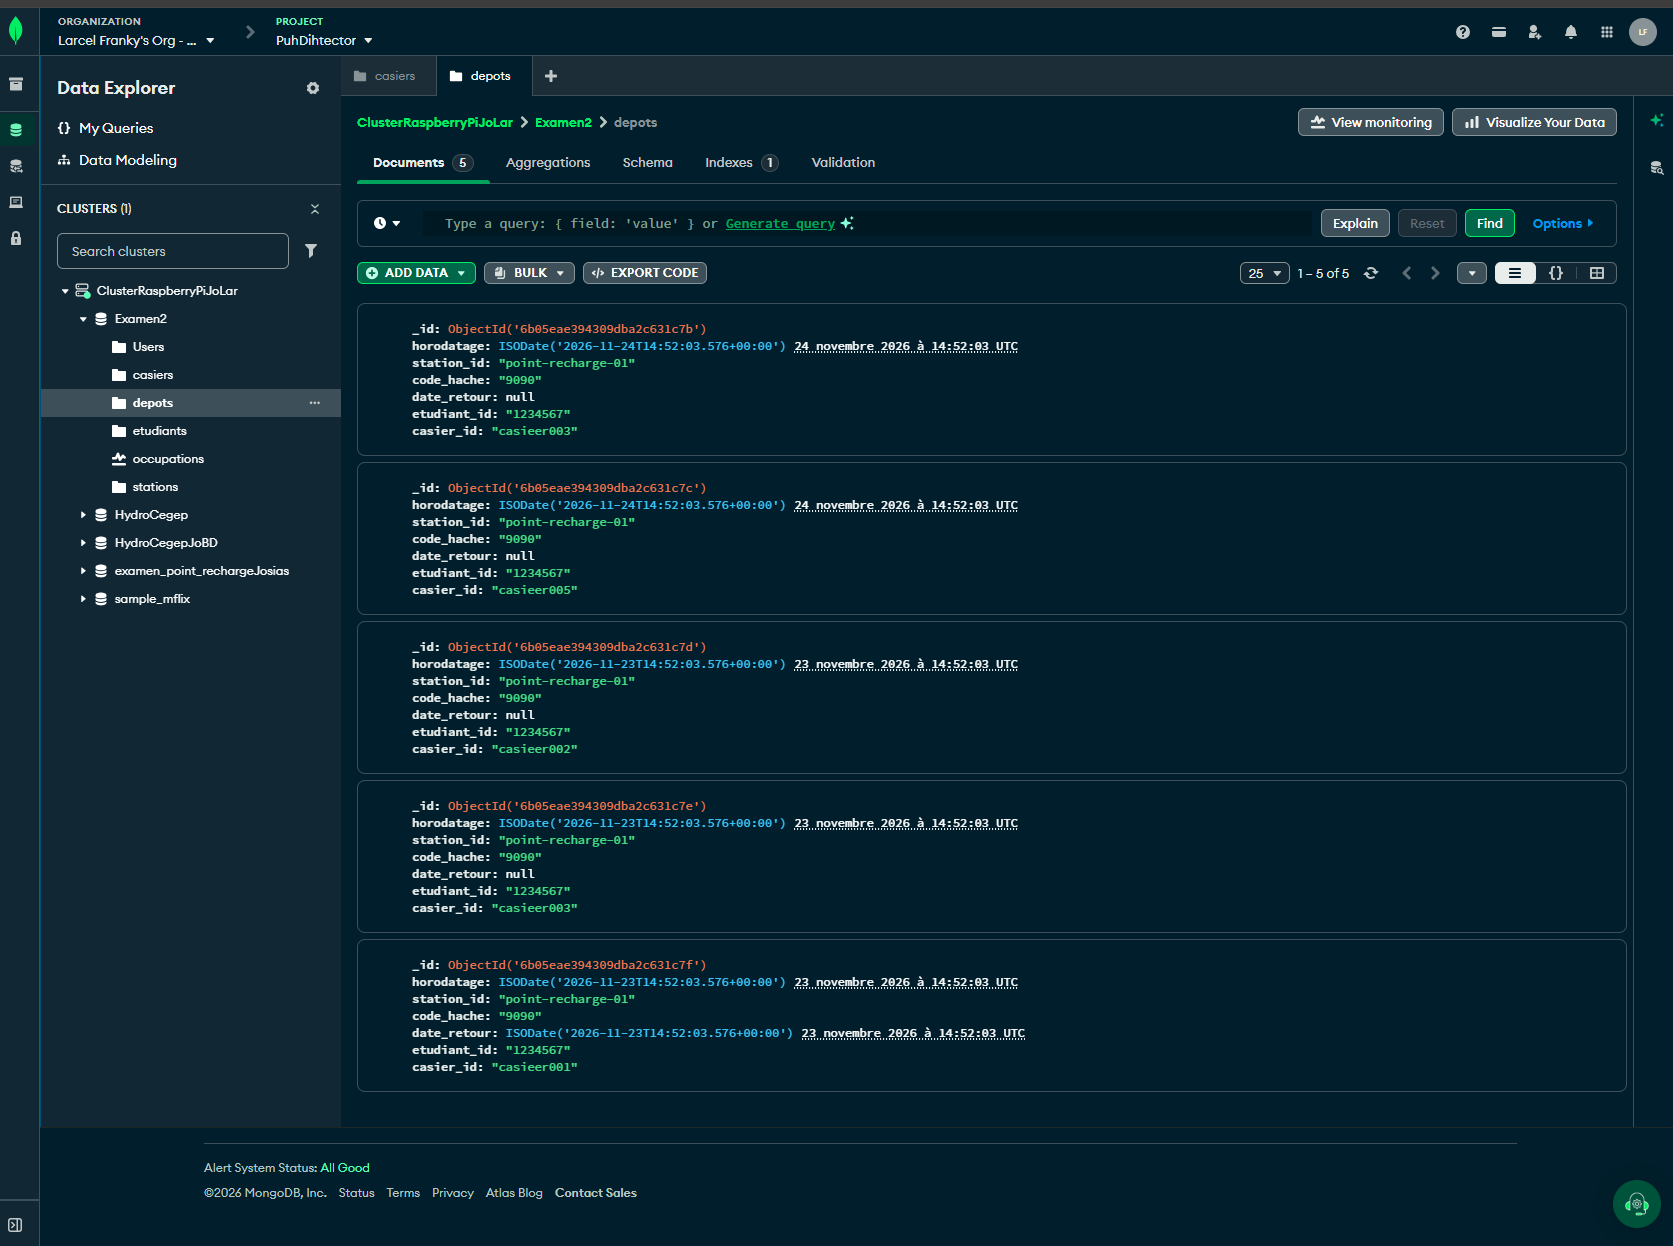 ORGANIZATION
Larcel Franky's Org - ...
PROJECT
PuhDihtector
LF
Data Explorer
My Queries
Data Modeling
CLUSTERS (1)
Search clusters
ClusterRaspberryPiJoLar
Examen2
Users
casiers
depots
etudiants
occupations
stations
HydroCegep
HydroCegepJoBD
examen_point_rechargeJosias
sample_mflix
casiers
depots
ClusterRaspberryPiJoLar > Examen2 > depots
View monitoring
Visualize Your Data
Documents 5
Aggregations
Schema
Indexes 1
Validation
Type a query: { field: 'value' } or Generate query
Explain
Reset
Find
Options
ADD DATA
BULK
EXPORT CODE
25
1 – 5 of 5
_id: ObjectId('6b05eae394309dba2c631c7b')
horodatage: ISODate('2026-11-24T14:52:03.576+00:00') 24 novembre 2026 à 14:52:03 UTC
station_id: "point-recharge-01"
code_hache: "9090"
date_retour: null
etudiant_id: "1234567"
casier_id: "casieer003"
_id: ObjectId('6b05eae394309dba2c631c7c')
horodatage: ISODate('2026-11-24T14:52:03.576+00:00') 24 novembre 2026 à 14:52:03 UTC
station_id: "point-recharge-01"
code_hache: "9090"
date_retour: null
etudiant_id: "1234567"
casier_id: "casieer005"
_id: ObjectId('6b05eae394309dba2c631c7d')
horodatage: ISODate('2026-11-23T14:52:03.576+00:00') 23 novembre 2026 à 14:52:03 UTC
station_id: "point-recharge-01"
code_hache: "9090"
date_retour: null
etudiant_id: "1234567"
casier_id: "casieer002"
_id: ObjectId('6b05eae394309dba2c631c7e')
horodatage: ISODate('2026-11-23T14:52:03.576+00:00') 23 novembre 2026 à 14:52:03 UTC
station_id: "point-recharge-01"
code_hache: "9090"
date_retour: null
etudiant_id: "1234567"
casier_id: "casieer003"
_id: ObjectId('6b05eae394309dba2c631c7f')
horodatage: ISODate('2026-11-23T14:52:03.576+00:00') 23 novembre 2026 à 14:52:03 UTC
station_id: "point-recharge-01"
code_hache: "9090"
date_retour: ISODate('2026-11-23T14:52:03.576+00:00') 23 novembre 2026 à 14:52:03 UTC
etudiant_id: "1234567"
casier_id: "casieer001"
Alert System Status: All Good
©2026 MongoDB, Inc. Status Terms Privacy Atlas Blog Contact Sales